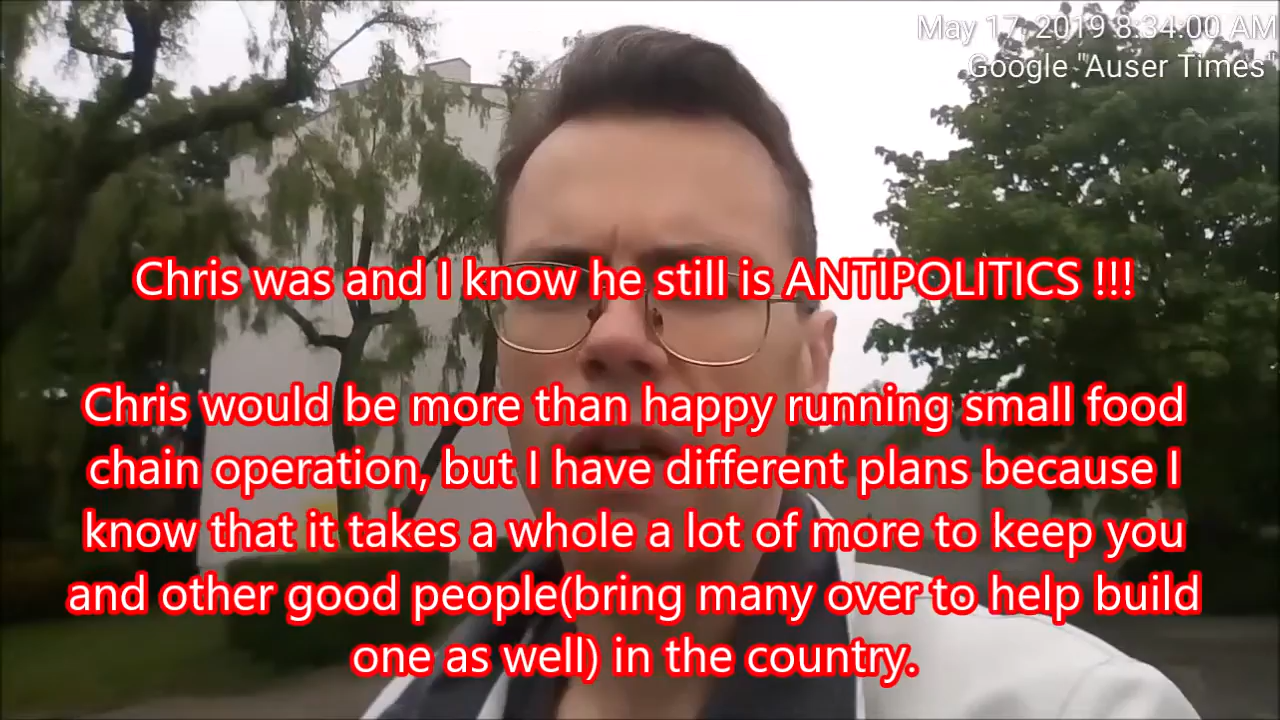 May 17, 2019 8:34:00 AM
Google "Auser Times"
Chris was and I know he still is ANTIPOLITICS !!!
Chris would be more than happy running small food
chain operation, but I have different plans because I
know that it takes a whole a lot of more to keep you
and other good people(bring many over to help build
one as well) in the country.